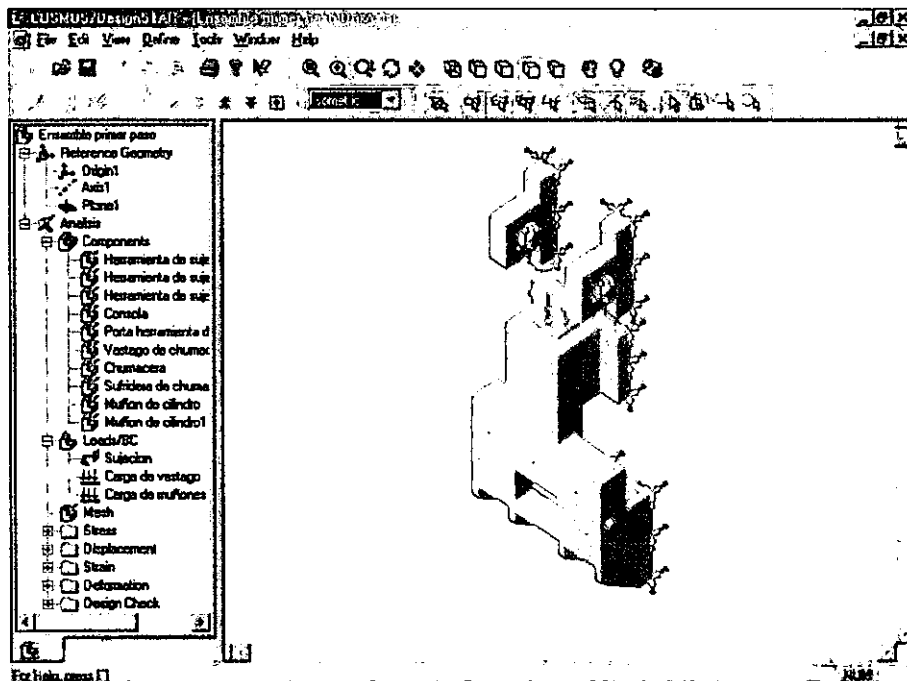 File Edit View Define Tools Window Help
Ensamble primer paso
Reference Geometry
Origin1
Axis1
Plane1
Analisis
Components
Herramienta de suje
Herramienta de suje
Herramienta de suje
Consola
Porta herramienta d
Vastago de chumac
Chumacera
Sufridera de chuma
Muñon de cilindro
Muñon de cilindro1
Loads/BC
Sujecion
Carga de vastago
Carga de muñones
Mesh
Stress
Displacement
Strain
Deformation
Design Check
For Help, press F1
NUM